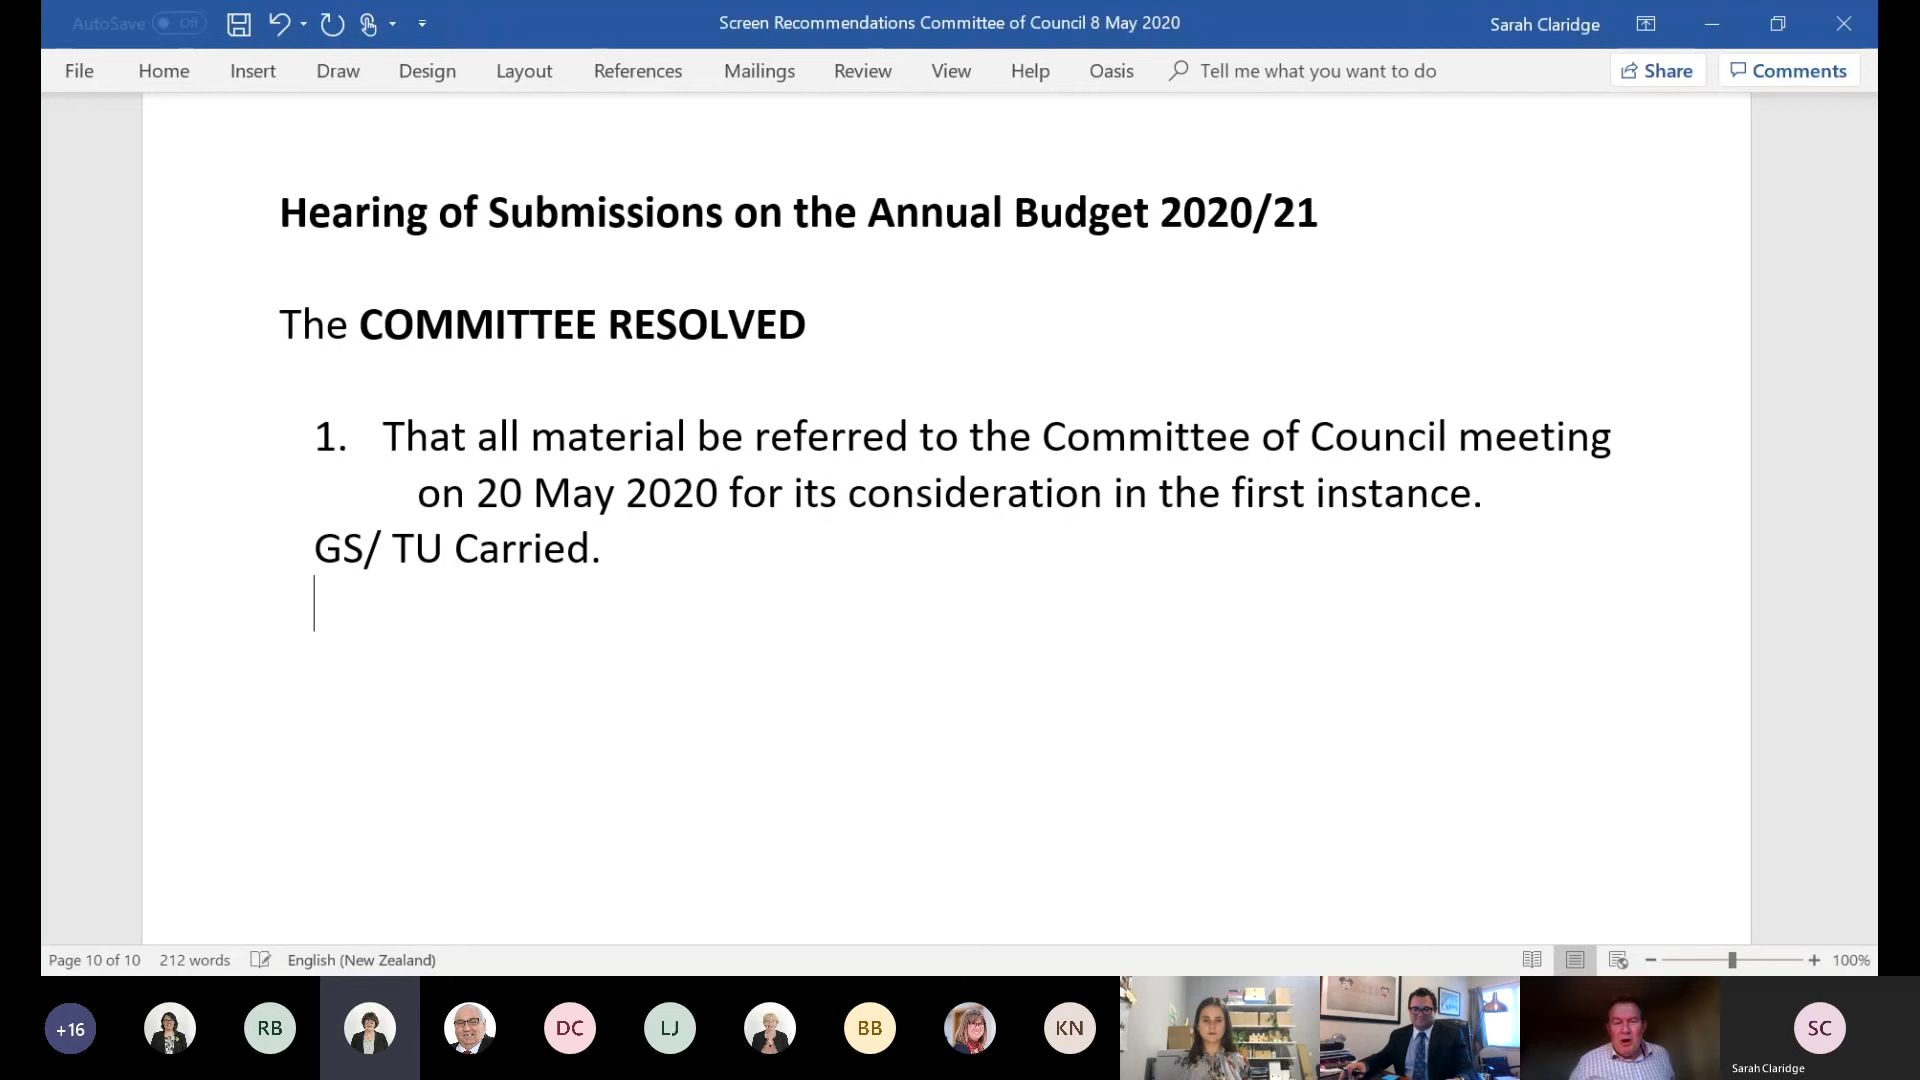 AutoSave Off
Screen Recommendations Committee of Council 8 May 2020
Sarah Claridge
File Home Insert Draw Design Layout References Mailings Review View Help Oasis Tell me what you want to do Share Comments
Hearing of Submissions on the Annual Budget 2020/21
The COMMITTEE RESOLVED
1. That all material be referred to the Committee of Council meeting
on 20 May 2020 for its consideration in the first instance.
GS/ TU Carried.
Page 10 of 10 212 words English (New Zealand) 100%
+16 RB DC LJ BB KN SC
Sarah Claridge